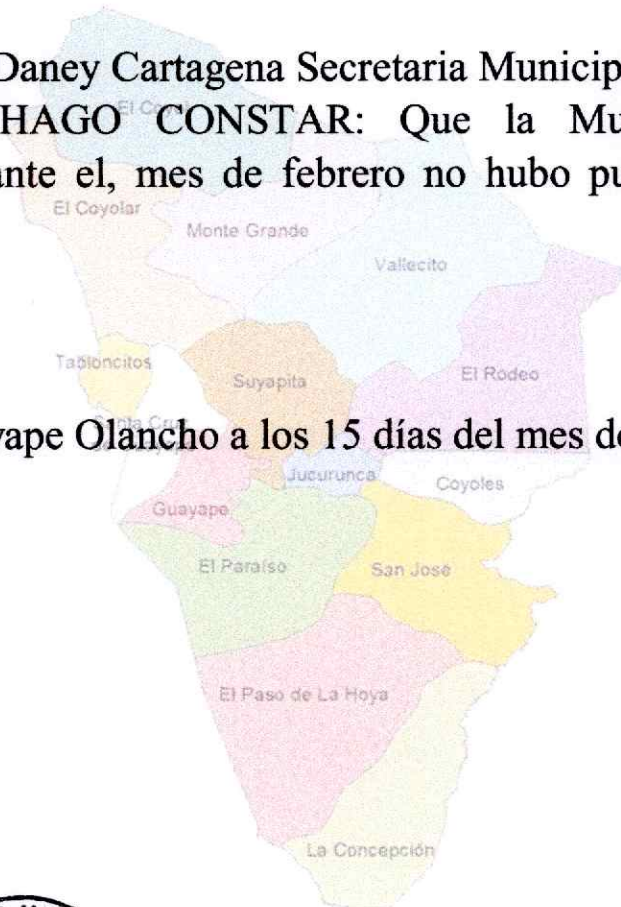 Daney Cartagena Secretaria Municip
HAGO CONSTAR: Que la Mu
ante el, mes de febrero no hubo pu
El Coyolar
Monte Grande
Vallecito
Tabloncitos
Suyapita
El Rodeo
yape Olancho a los 15 días del mes de
Jucurunca
Coyoles
Guayape
El Paraíso
San José
El Paso de La Hoya
La Concepción